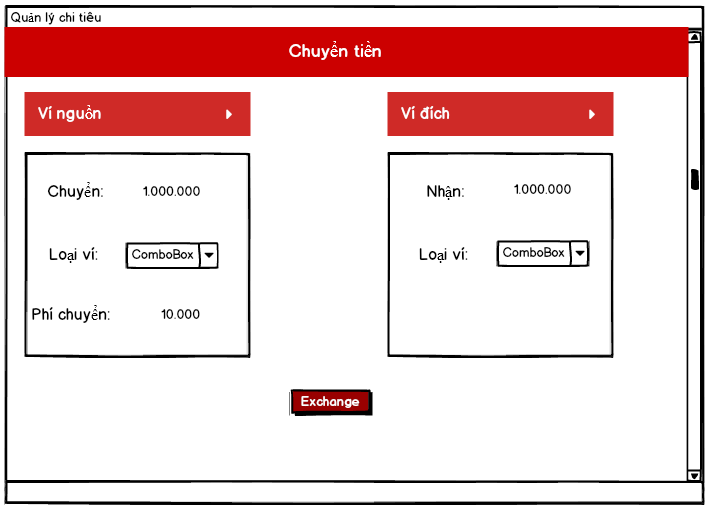 Quản lý chi tiêu
Chuyển tiền
Ví nguồn
Ví đích
Chuyển: 1.000.000
Nhận: 1.000.000
Loại ví: ComboBox
Loại ví: ComboBox
Phí chuyển: 10.000
Exchange